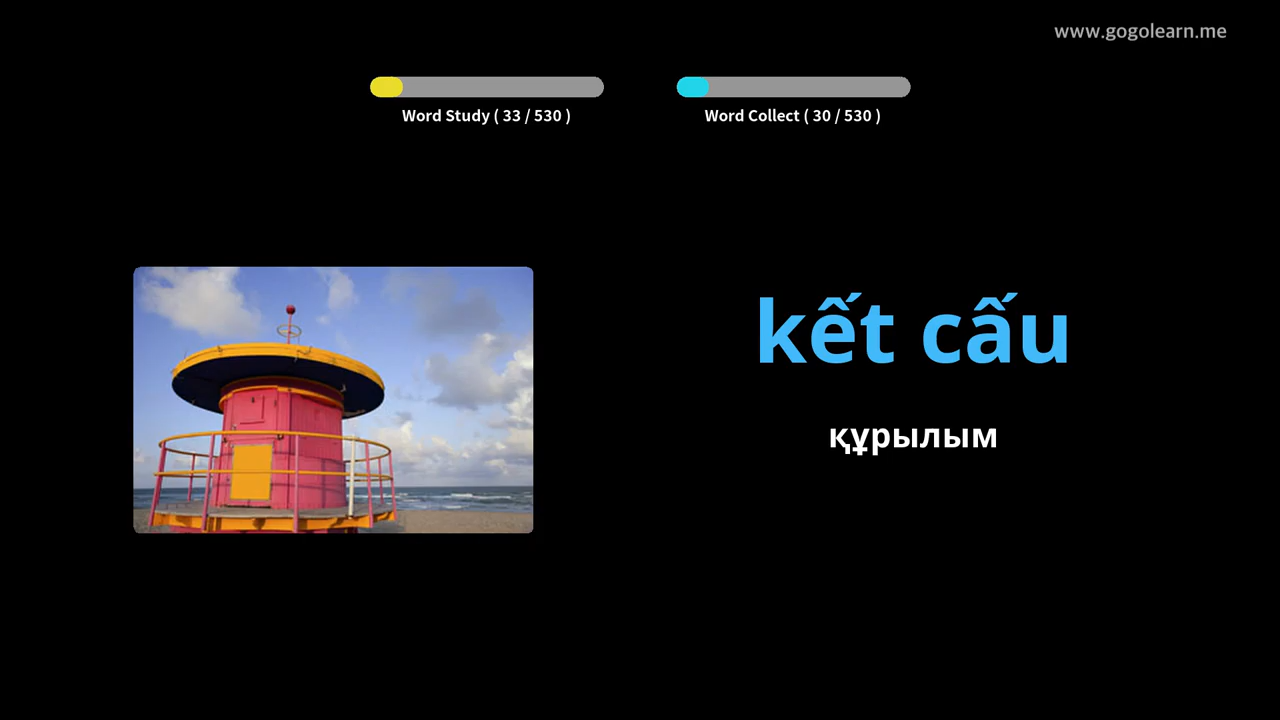 www.gogolearn.me
Word Study ( 33 / 530 )
Word Collect ( 30 / 530 )
kết cấu
құрылым